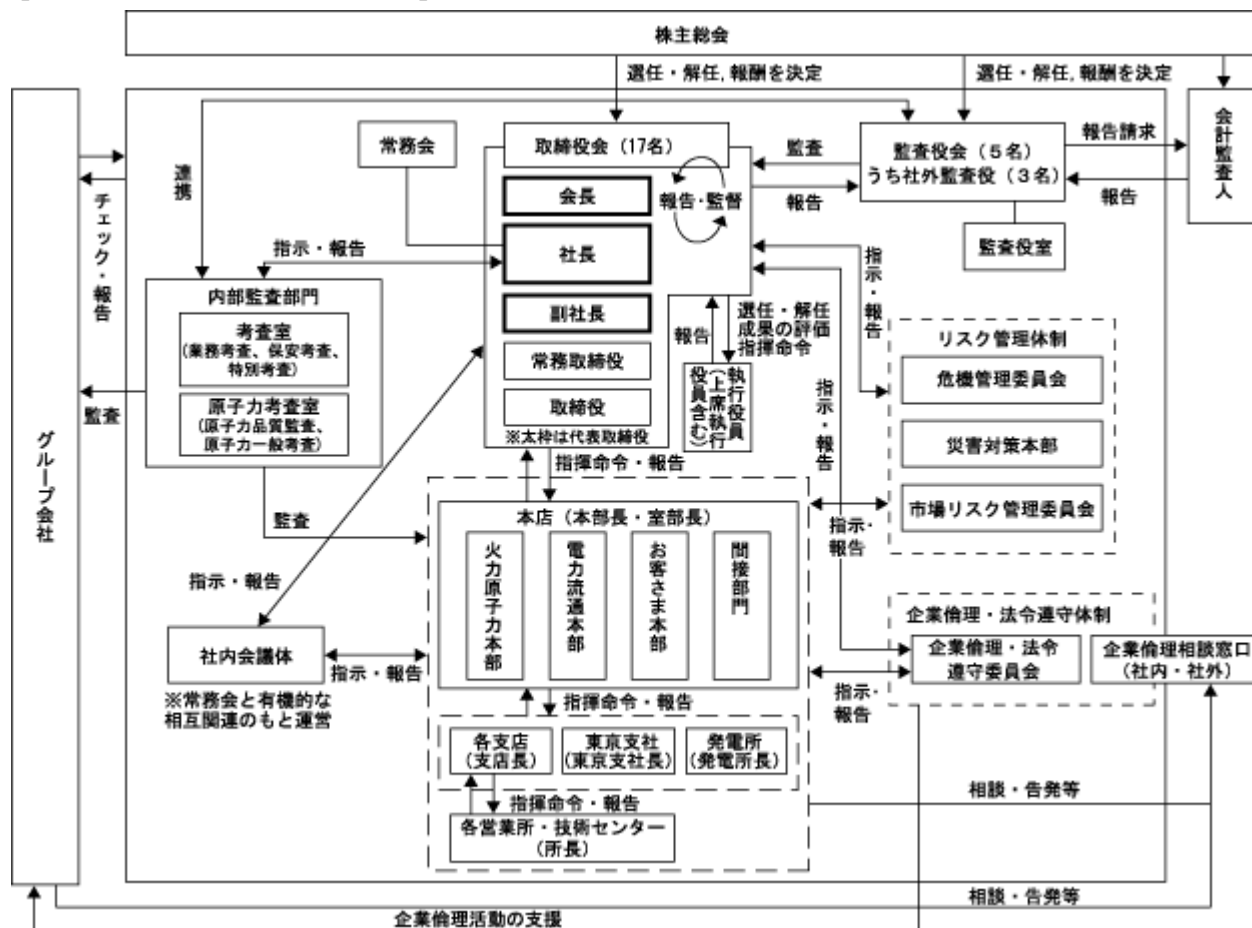 株主総会
選任・解任,報酬を決定
選任・解任,報酬を決定
会計監査人
常務会
取締役会（17名）
監査
監査役会（５名）
うち社外監査役（３名）
報告請求
報告
報告
連携
チェック・報告
会長
報告・監督
社長
指示・報告
監査役室
指示・報告
内部監査部門
考査室
(業務考査、保安考査、
特別考査)
原子力考査室
(原子力品質監査、
原子力一般考査)
監査
グループ会社
副社長
常務取締役
取締役
※太枠は代表取締役
報告
選任・解任
成果の評価
指揮命令
執行役員
(上席執行
役員含む)
指示・報告
リスク管理体制
危機管理委員会
災害対策本部
市場リスク管理委員会
指揮命令・報告
監査
本店（本部長・室部長）
火力原子力本部
電力流通本部
お客さま本部
間接部門
指示・
報告
指示・報告
社内会議体
指示・報告
※常務会と有機的な
相互関連のもと運営
企業倫理・法令遵守体制
企業倫理・法令
遵守委員会
企業倫理相談窓口
（社内・社外）
指示・
報告
指揮命令・報告
各支店
(支店長)
東京支社
(東京支社長)
発電所
(発電所長)
指揮命令・報告
各営業所・技術センター
(所長)
相談・告発等
相談・告発等
企業倫理活動の支援